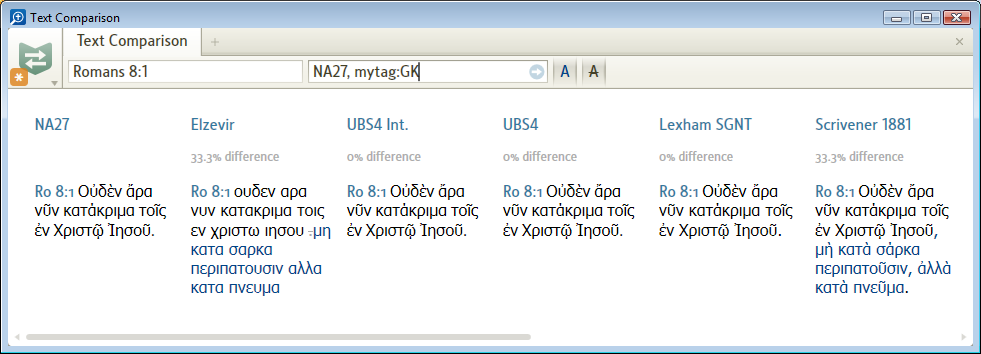 Text Comparison
Text Comparison
Romans 8:1
NA27, mytag:GK
A
A
NA27
Ro 8:1 Οὐδὲν ἄρα
νῦν κατάκριμα τοῖς
ἐν Χριστῷ Ἰησοῦ.
Elzevir
33.3% difference
Ro 8:1 ουδεν αρα
νυν κατακριμα τοις
εν χριστω ιησου .μη
κατα σαρκα
περιπατουσιν αλλα
κατα πνευμα
UBS4 Int.
0% difference
Ro 8:1 Οὐδὲν ἄρα
νῦν κατάκριμα τοῖς
ἐν Χριστῷ Ἰησοῦ.
UBS4
0% difference
Ro 8:1 Οὐδὲν ἄρα
νῦν κατάκριμα τοῖς
ἐν Χριστῷ Ἰησοῦ.
Lexham SGNT
0% difference
Ro 8:1 Οὐδὲν ἄρα
νῦν κατάκριμα τοῖς
ἐν Χριστῷ Ἰησοῦ.
Scrivener 1881
33.3% difference
Ro 8:1 Οὐδὲν ἄρα
νῦν κατάκριμα τοῖς
ἐν Χριστῷ Ἰησοῦ,
μὴ κατὰ σάρκα
περιπατοῦσιν, ἀλλὰ
κατὰ πνεῦμα.